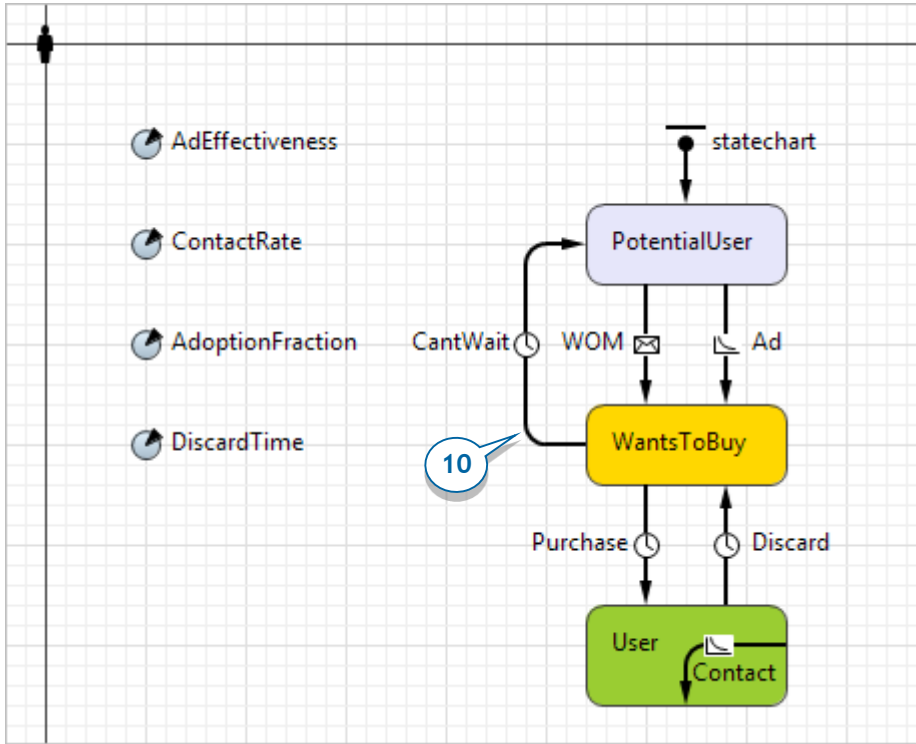 AdEffectiveness
statechart
ContactRate
PotentialUser
AdoptionFraction
CantWait
WOM
Ad
DiscardTime
10
WantsToBuy
Purchase
Discard
User
Contact